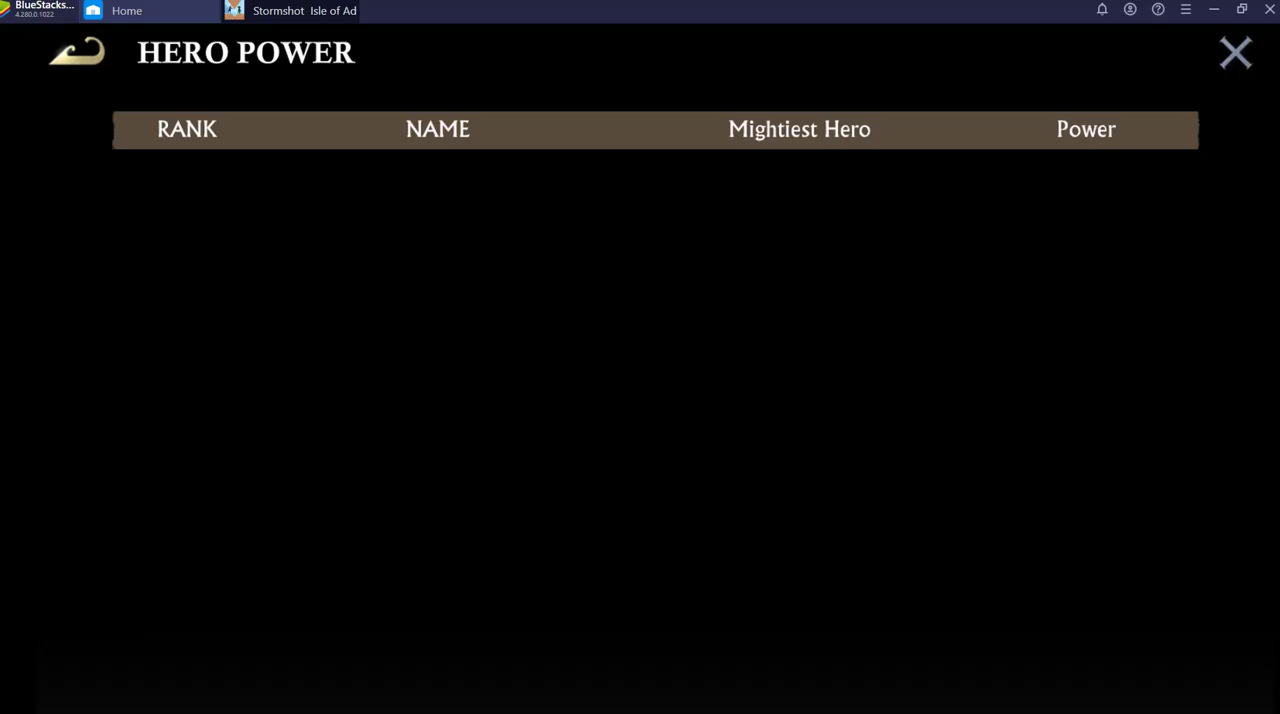 BlueStacks...
4.280.0.1022
Home
Stormshot Isle of Ad
HERO POWER
RANK NAME Mightiest Hero Power